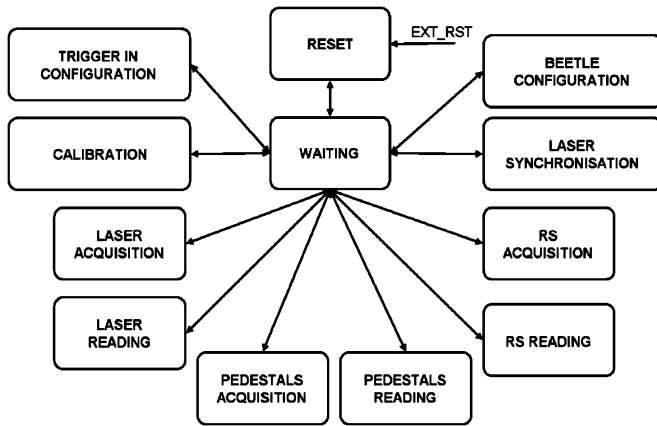 RESET
EXT_RST
TRIGGER IN
CONFIGURATION
BEETLE
CONFIGURATION
CALIBRATION
WAITING
LASER
SYNCHRONISATION
LASER
ACQUISITION
RS
ACQUISITION
LASER
READING
RS READING
PEDESTALS
ACQUISITION
PEDESTALS
READING